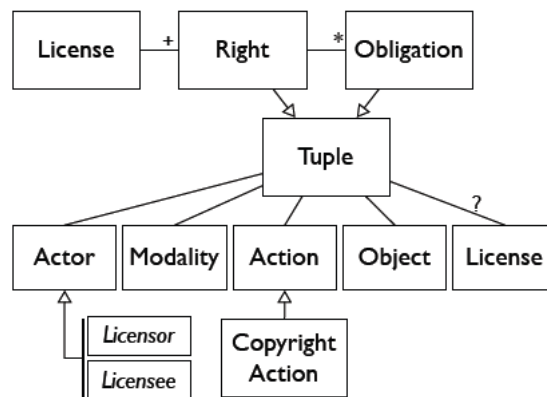 License
+
Right
*
Obligation
Tuple
?
Actor
Modality
Action
Object
License
Licensor
Licensee
Copyright
Action